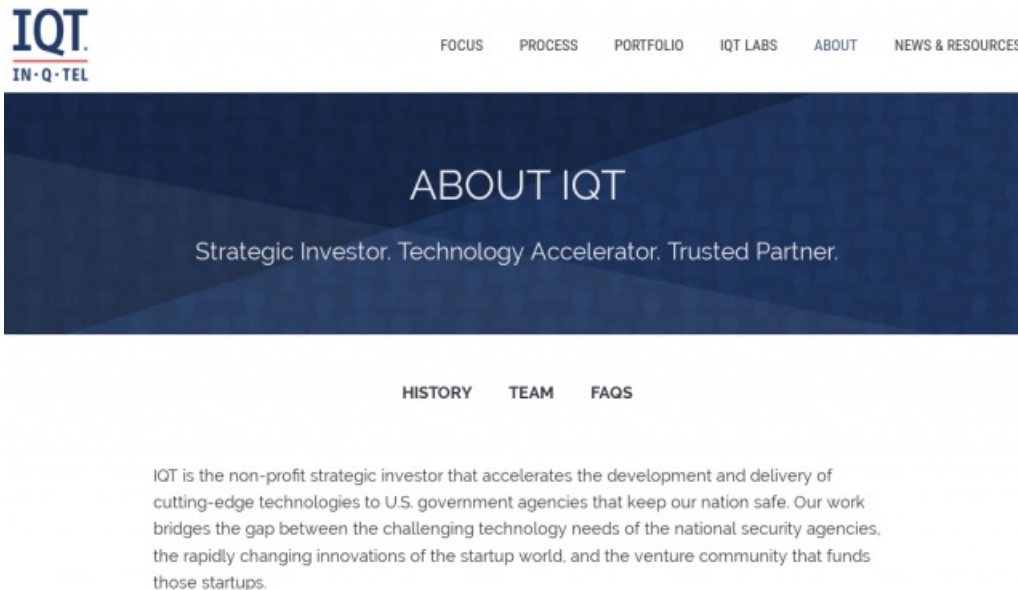 IQT.
IN·Q·TEL
FOCUS PROCESS PORTFOLIO IQT LABS ABOUT NEWS & RESOURCES
ABOUT IQT
Strategic Investor. Technology Accelerator. Trusted Partner.
HISTORY TEAM FAQS
IQT is the non-profit strategic investor that accelerates the development and delivery of
cutting-edge technologies to U.S. government agencies that keep our nation safe. Our work
bridges the gap between the challenging technology needs of the national security agencies,
the rapidly changing innovations of the startup world, and the venture community that funds
those startups.